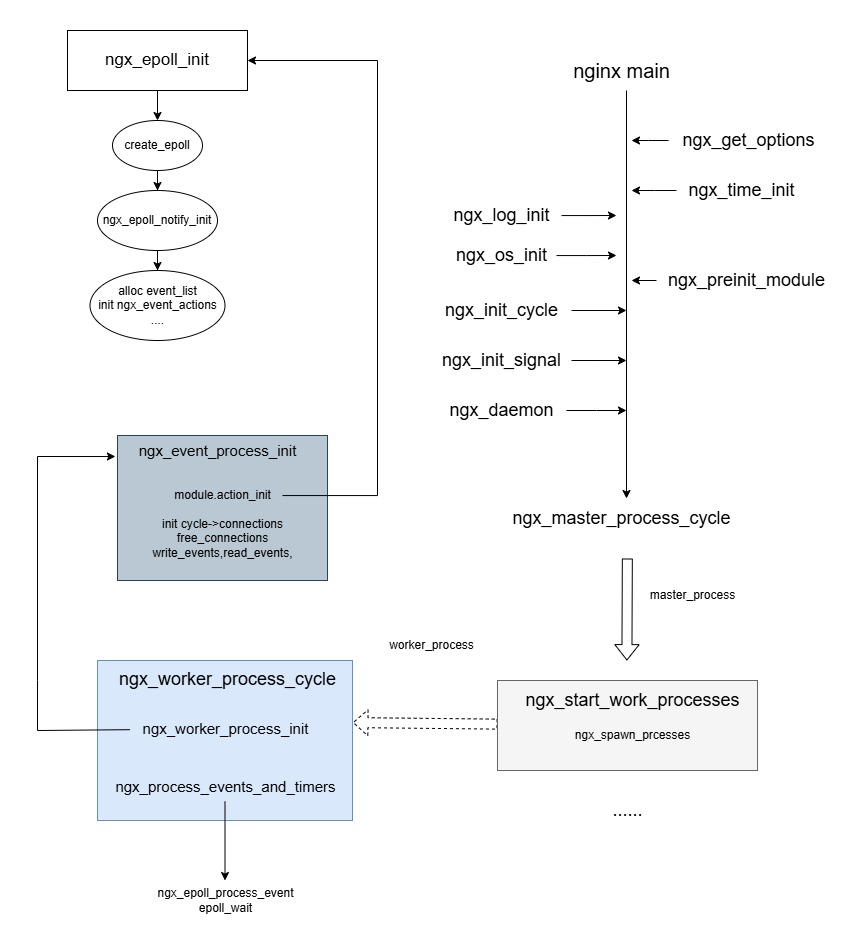 ngx_epoll_init
create_epoll
ngx_epoll_notify_init
alloc event_list
init ngx_event_actions
....
nginx main
ngx_get_options
ngx_time_init
ngx_log_init
ngx_os_init
ngx_preinit_module
ngx_init_cycle
ngx_init_signal
ngx_daemon
ngx_master_process_cycle
master_process
ngx_start_work_processes
ngx_spawn_prcesses
......
worker_process
ngx_worker_process_cycle
ngx_worker_process_init
ngx_process_events_and_timers
ngx_epoll_process_event
epoll_wait
ngx_event_process_init
module.action_init
init cycle->connections
free_connections
write_events,read_events,